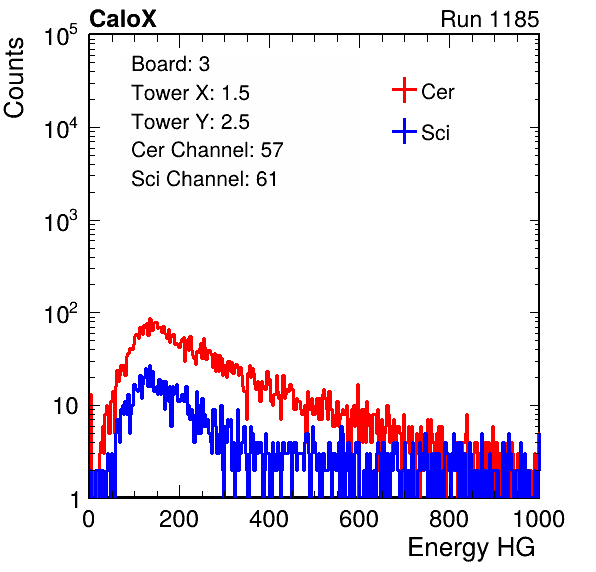 CaloX Run 1185
Counts
Board: 3
Tower X: 1.5
Tower Y: 2.5
Cer Channel: 57
Sci Channel: 61
Cer
Sci
10^5
10^4
10^3
10^2
10
1
0 200 400 600 800 1000
Energy HG